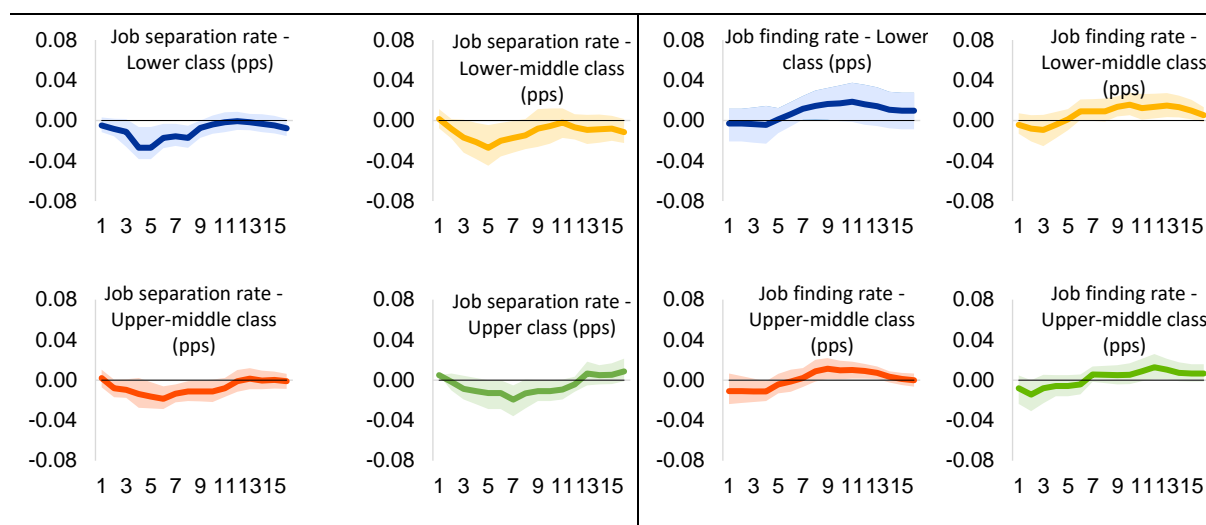 Job separation rate -
Lower class (pps)
0.08
0.04
0.00
-0.04
-0.08
1 3 5 7 9 11 13 15
Job separation rate -
Lower-middle class
(pps)
0.08
0.04
0.00
-0.04
-0.08
1 3 5 7 9 11 13 15
Job finding rate - Lower
class (pps)
0.08
0.04
0.00
-0.04
-0.08
1 3 5 7 9 11 13 15
Job finding rate -
Lower-middle class
(pps)
0.08
0.04
0.00
-0.04
-0.08
1 3 5 7 9 11 13 15
Job separation rate -
Upper-middle class
(pps)
0.08
0.04
0.00
-0.04
-0.08
1 3 5 7 9 11 13 15
Job separation rate -
Upper class (pps)
0.08
0.04
0.00
-0.04
-0.08
1 3 5 7 9 11 13 15
Job finding rate -
Upper-middle class
(pps)
0.08
0.04
0.00
-0.04
-0.08
1 3 5 7 9 11 13 15
Job finding rate -
Upper-middle class
(pps)
0.08
0.04
0.00
-0.04
-0.08
1 3 5 7 9 11 13 15